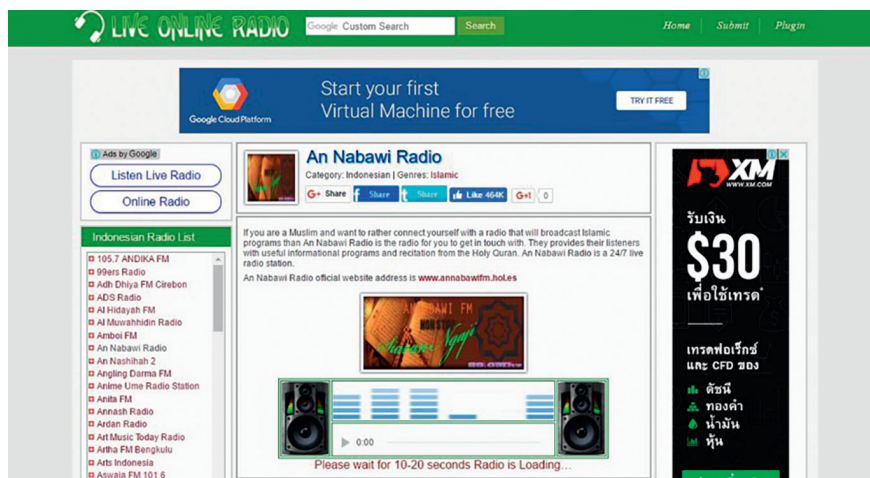 LIVE ONLINE RADIO
Google Custom Search
Search
Home
Submit
Plugin
Google Cloud Platform
Start your first
Virtual Machine for free
TRY IT FREE
Ads by Google
Listen Live Radio
Online Radio
Indonesian Radio List
105.7 ANDIKA FM
99ers Radio
Adh Dhiya FM Cirebon
ADS Radio
Al Hidayah FM
Al Muwahhidin Radio
Amboi FM
An Nabawi Radio
An Nashihah 2
Angling Darma FM
Anime Ume Radio Station
Anita FM
Annash Radio
Ardan Radio
Art Music Today Radio
Artha FM Bengkulu
Arts Indonesia
Aswaja FM 101.6
An Nabawi Radio
Category: Indonesian | Genres: Islamic
G+ Share
f Share
t Share
Like 464K
G+1
0
If you are a Muslim and want to rather connect yourself with a radio that will broadcast Islamic
programs than An Nabawi Radio is the radio for you to get in touch with. They provides their listeners
with useful informational programs and recitation from the Holy Quran. An Nabawi Radio is a 24/7 live
radio station.
An Nabawi Radio official website address is www.annabawifm.hol.es
AN NABAWI FM
NON STOP
Siaran Ngaji
0:00
Please wait for 10-20 seconds Radio is Loading...
XM
WWW.XM.COM
รับเงิน
$30
เพื่อใช้เทรด*
เทรดฟอเร็กซ์
และ CFD ของ
ดัชนี
ทองคำ
น้ำมัน
หุ้น